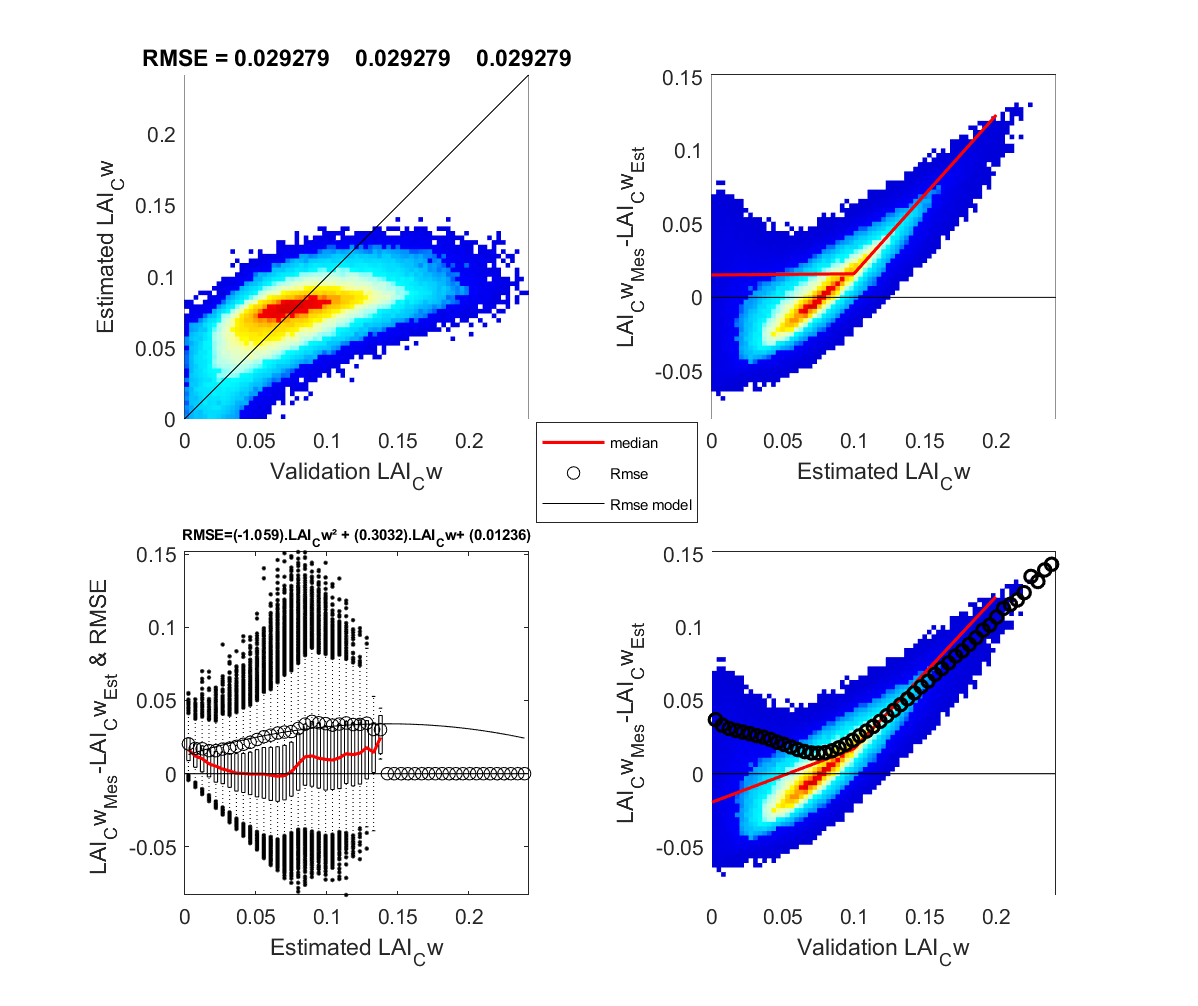 RMSE = 0.029279 0.029279 0.029279
0.2
0.15
0.1
0.05
0
Estimated LAI_Cw
0 0.05 0.1 0.15 0.2
Validation LAI_Cw
0.15
0.1
0.05
0
-0.05
LAI_Cw_Mes-LAI_Cw_Est
0 0.05 0.1 0.15 0.2
Estimated LAI_Cw
median
Rmse
Rmse model
RMSE=(-1.059).LAI_Cw² + (0.3032).LAI_Cw+ (0.01236)
0.15
0.1
0.05
0
-0.05
LAI_Cw_Mes-LAI_Cw_Est & RMSE
0 0.05 0.1 0.15 0.2
Estimated LAI_Cw
0.15
0.1
0.05
0
-0.05
LAI_Cw_Mes-LAI_Cw_Est
0 0.05 0.1 0.15 0.2
Validation LAI_Cw